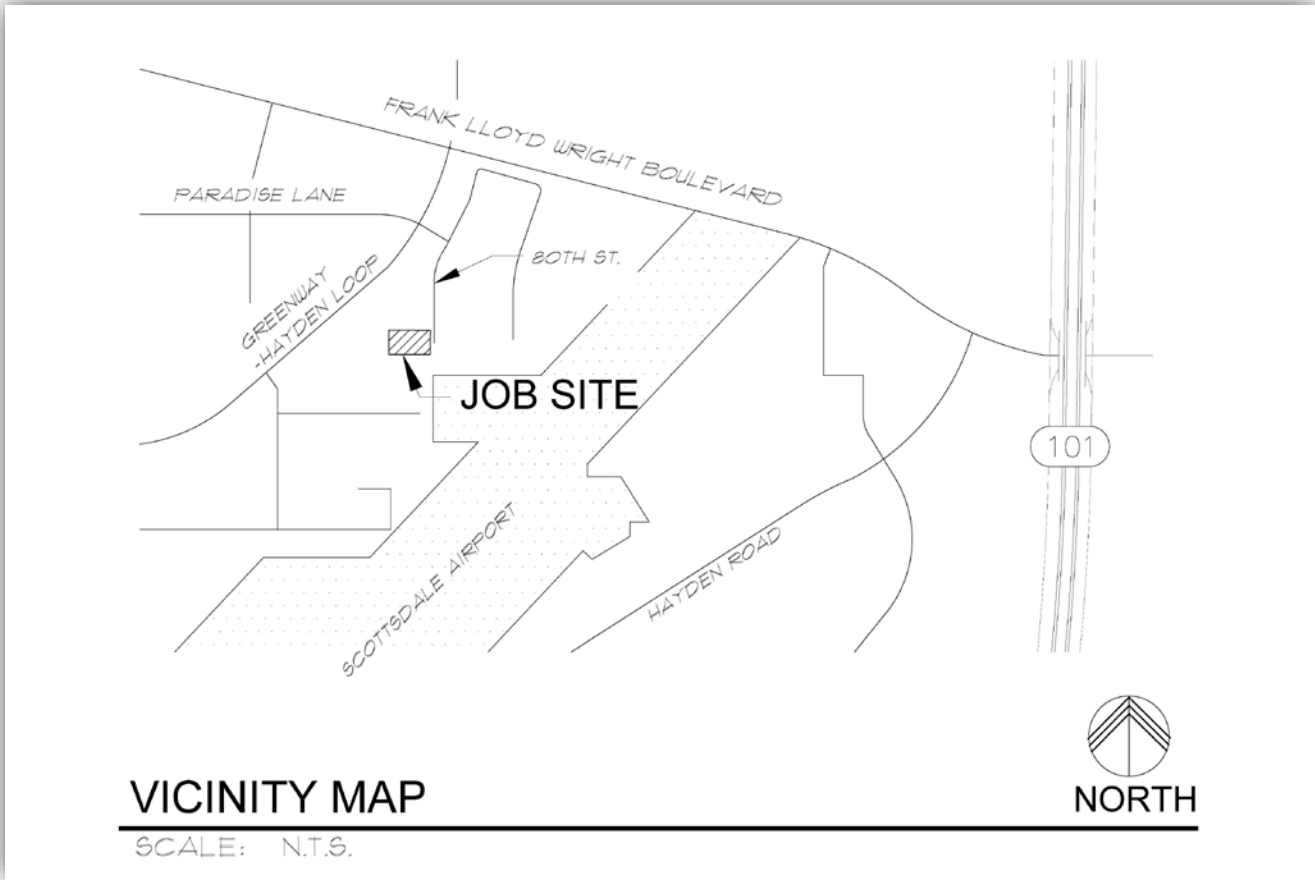 FRANK LLOYD WRIGHT BOULEVARD
PARADISE LANE
80TH ST.
GREENWAY
-HAYDEN LOOP
JOB SITE
101
SCOTTSDALE AIRPORT
HAYDEN ROAD
VICINITY MAP
NORTH
SCALE: N.T.S.